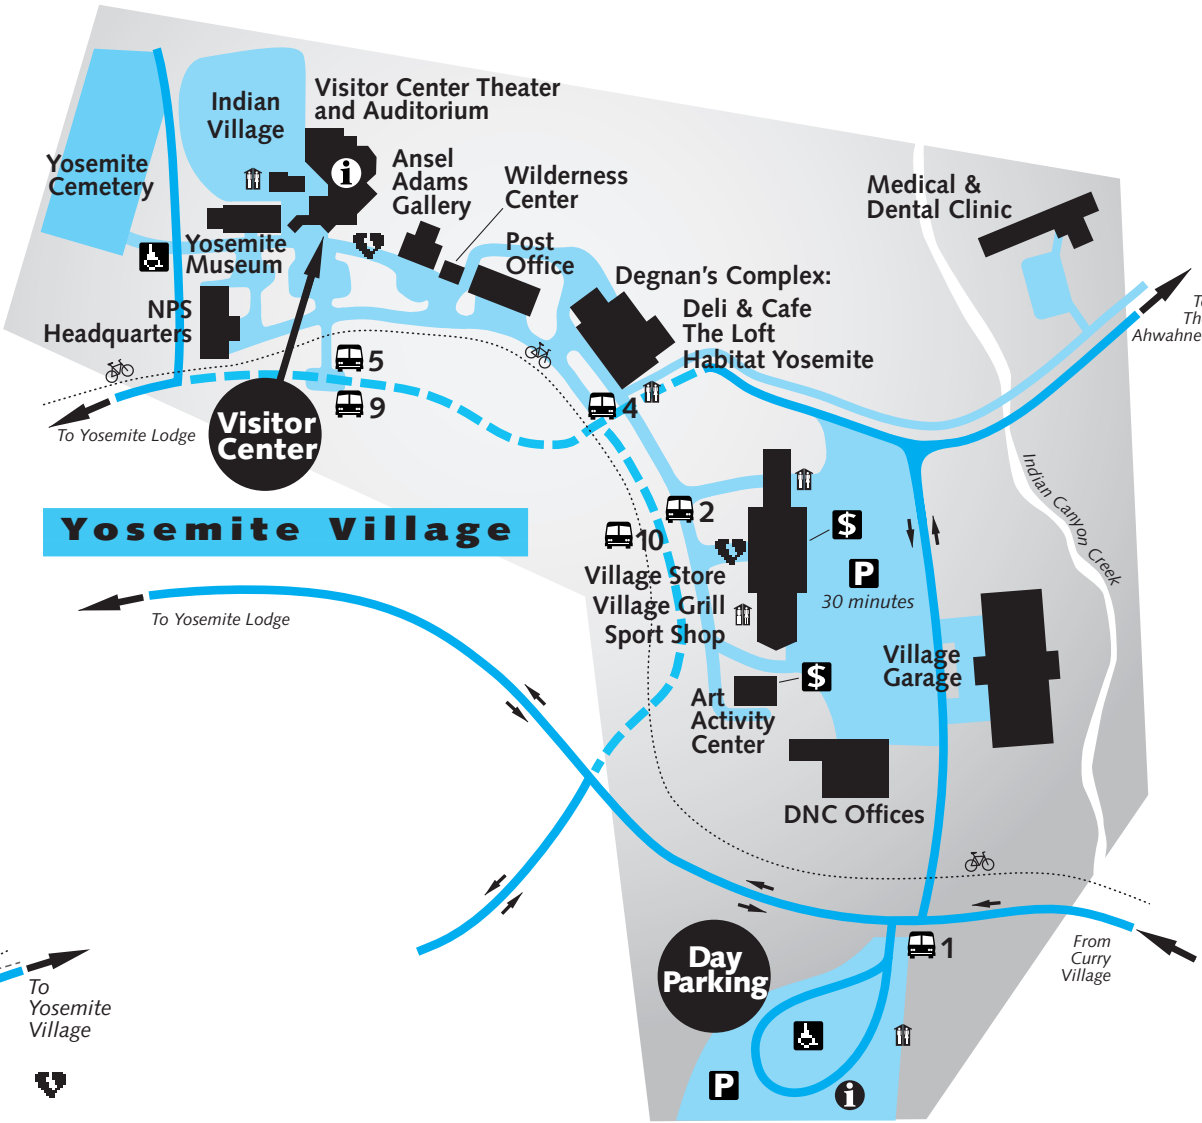 Visitor Center Theater
and Auditorium
Indian
Village
Yosemite
Cemetery
Ansel
Adams
Gallery
Wilderness
Center
Medical &
Dental Clinic
Yosemite
Museum
Post
Office
NPS
Headquarters
Degnan's Complex:
Deli & Cafe
The Loft
Habitat Yosemite
To
Th
Ahwahne
5
9
4
To Yosemite Lodge
Visitor
Center
Yosemite Village
2
10
$
P
30 minutes
Indian Canyon Creek
Village Store
Village Grill
Sport Shop
To Yosemite Lodge
Village
Garage
$
Art
Activity
Center
DNC Offices
Day
Parking
1
From
Curry
Village
To
Yosemite
Village
P
i
i